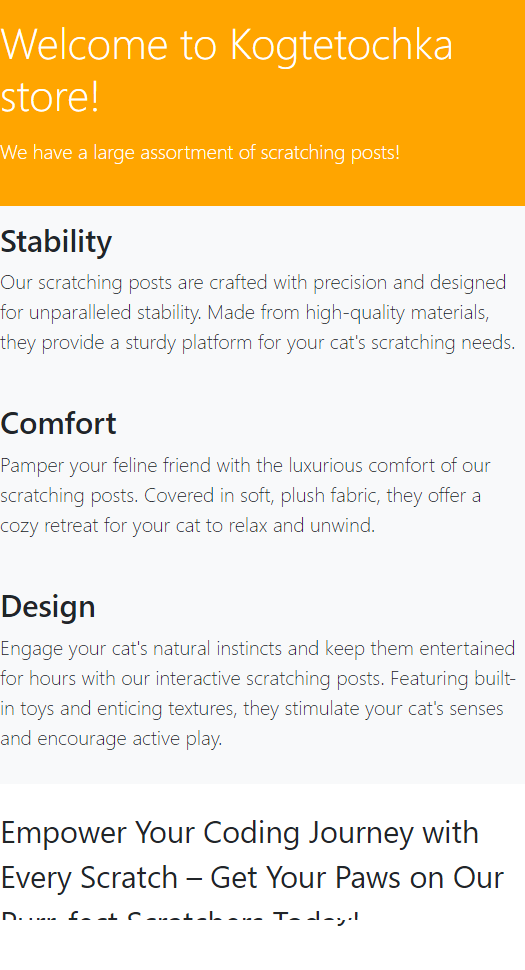 Welcome to Kogtetochka
store!
We have a large assortment of scratching posts!
Stability
Our scratching posts are crafted with precision and designed
for unparalleled stability. Made from high-quality materials,
they provide a sturdy platform for your cat's scratching needs.
Comfort
Pamper your feline friend with the luxurious comfort of our
scratching posts. Covered in soft, plush fabric, they offer a
cozy retreat for your cat to relax and unwind.
Design
Engage your cat's natural instincts and keep them entertained
for hours with our interactive scratching posts. Featuring built-
in toys and enticing textures, they stimulate your cat's senses
and encourage active play.
Empower Your Coding Journey with
Every Scratch – Get Your Paws on Our
Purr-fect Scratchers Today!